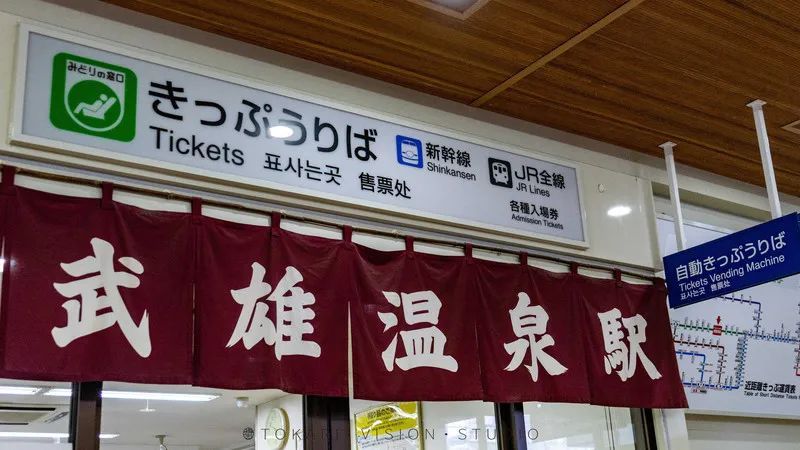 みどりの窓口
きっぷうりば
Tickets 표사는곳 售票处
新幹線
Shinkansen
JR全線
JR Lines
各種入場券
Admission Tickets
自動きっぷうりば
Tickets Vending Machine
표사는곳 售票处
武雄温泉駅
近距離きっぷ運賃表
Table of Short Distance Tickets